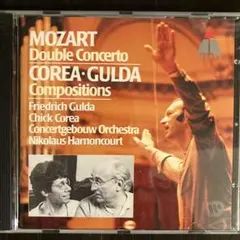 MOZART
Double Concerto
COREA·GULDA
Compositions
Friedrich Gulda
Chick Corea
Concertgebouw Orchestra
Nikolaus Harnoncourt